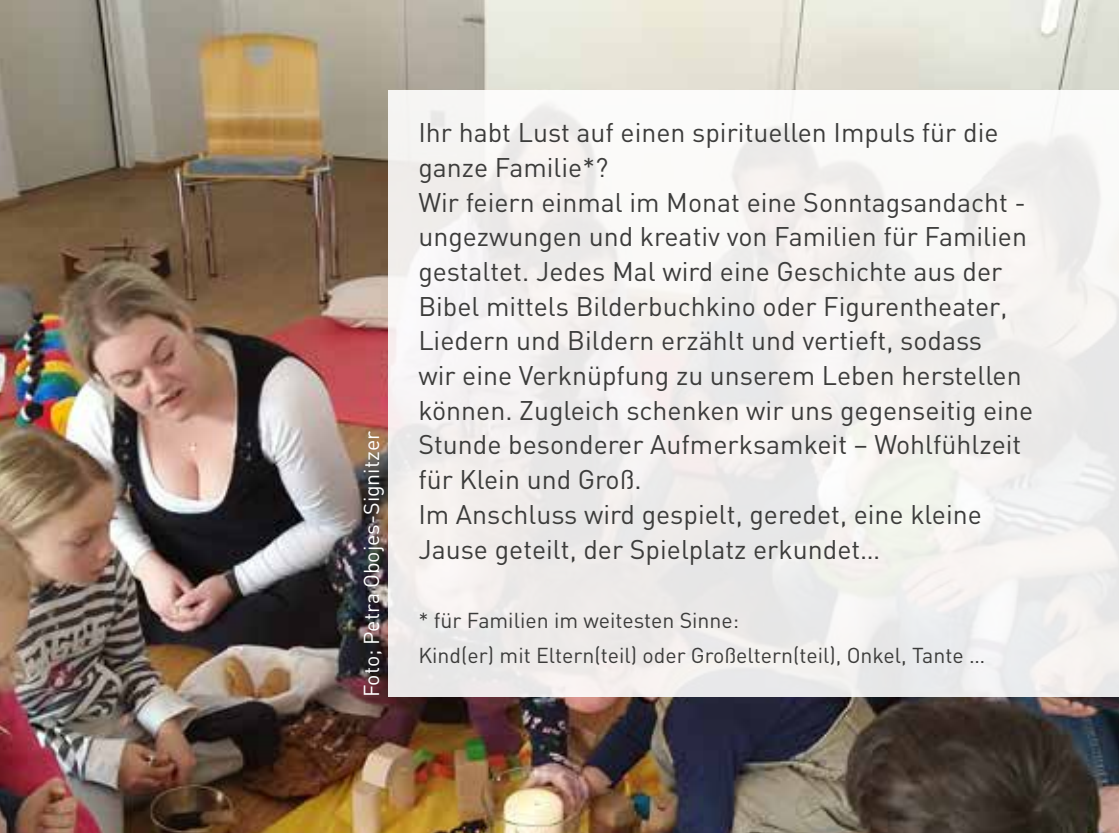 Ihr habt Lust auf einen spirituellen Impuls für die
ganze Familie*?
Wir feiern einmal im Monat eine Sonntagsandacht -
ungezwungen und kreativ von Familien für Familien
gestaltet. Jedes Mal wird eine Geschichte aus der
Bibel mittels Bilderbuchkino oder Figurentheater,
Liedern und Bildern erzählt und vertieft, sodass
wir eine Verknüpfung zu unserem Leben herstellen
können. Zugleich schenken wir uns gegenseitig eine
Stunde besonderer Aufmerksamkeit – Wohlfühlzeit
für Klein und Groß.
Im Anschluss wird gespielt, geredet, eine kleine
Jause geteilt, der Spielplatz erkundet...
* für Familien im weitesten Sinne:
Kind(er) mit Eltern(teil) oder Großeltern(teil), Onkel, Tante ...
Foto; Petra Obojes-Signitzer